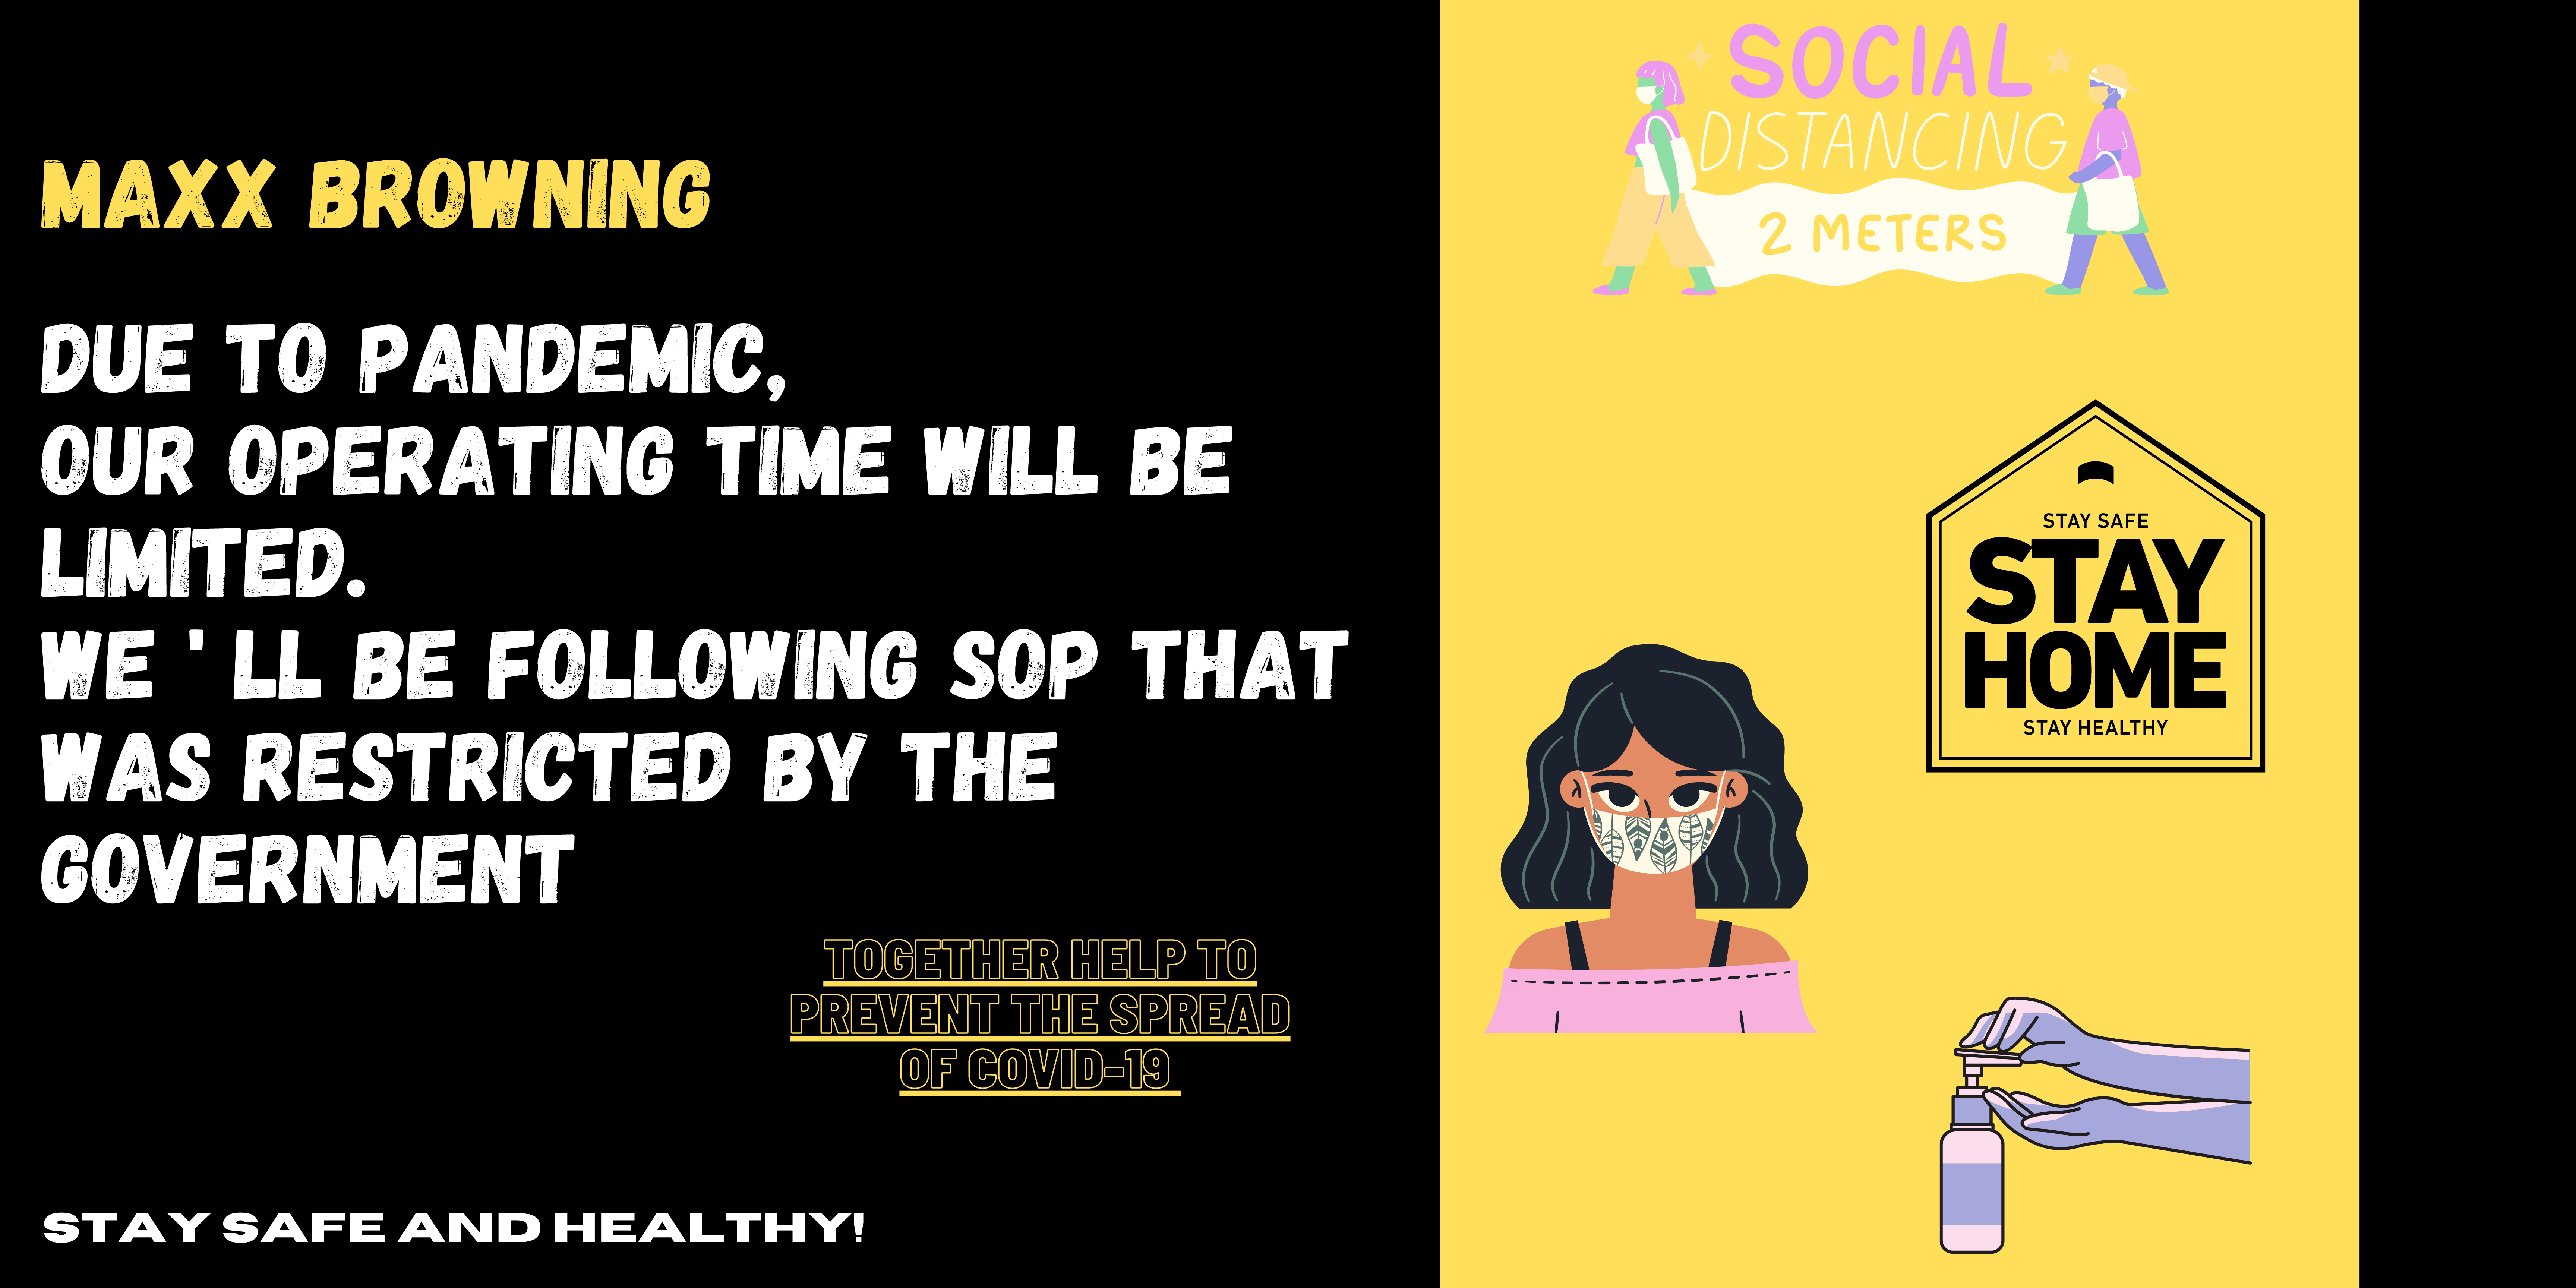 MAXX BROWNING
DUE TO PANDEMIC,
OUR OPERATING TIME WILL BE
LIMITED.
WE ' LL BE FOLLOWING SOP THAT
WAS RESTRICTED BY THE
GOVERNMENT
TOGETHER HELP TO
PREVENT THE SPREAD
OF COVID-19
STAY SAFE AND HEALTHY!
SOCIAL
DISTANCING
2 METERS
STAY SAFE
STAY
HOME
STAY HEALTHY